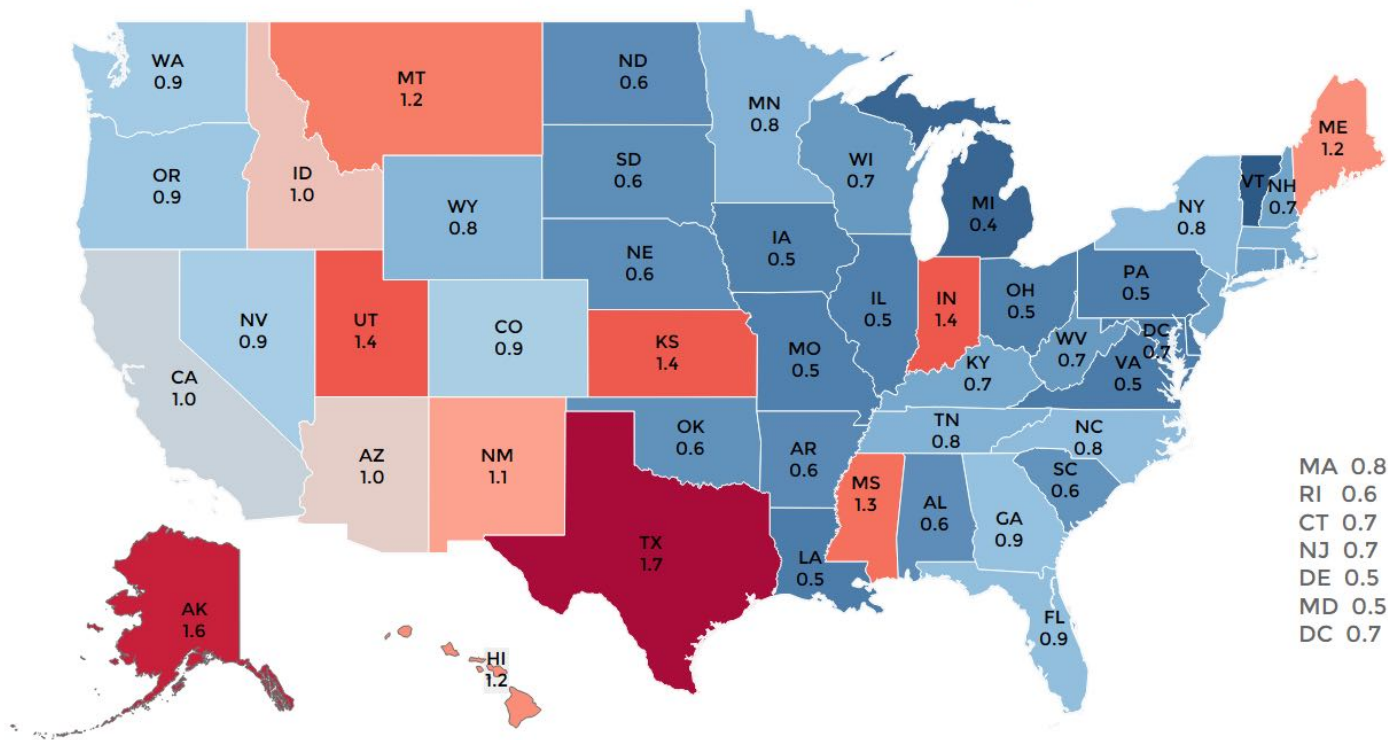 WA
0.9
MT
1.2
ND
0.6
MN
0.8
ME
1.2
OR
0.9
ID
1.0
SD
0.6
WI
0.7
VT
NH
0.7
WY
0.8
MI
0.4
NY
0.8
NE
0.6
IA
0.5
PA
0.5
NV
0.9
UT
1.4
CO
0.9
KS
1.4
MO
0.5
IL
0.5
IN
1.4
OH
0.5
WV
0.7
DC
0.7
VA
0.5
KY
0.7
CA
1.0
AZ
1.0
NM
1.1
OK
0.6
AR
0.6
TN
0.8
NC
0.8
SC
0.6
MS
1.3
AL
0.6
GA
0.9
TX
1.7
LA
0.5
FL
0.9
AK
1.6
HI
1.2
MA 0.8
RI 0.6
CT 0.7
NJ 0.7
DE 0.5
MD 0.5
DC 0.7